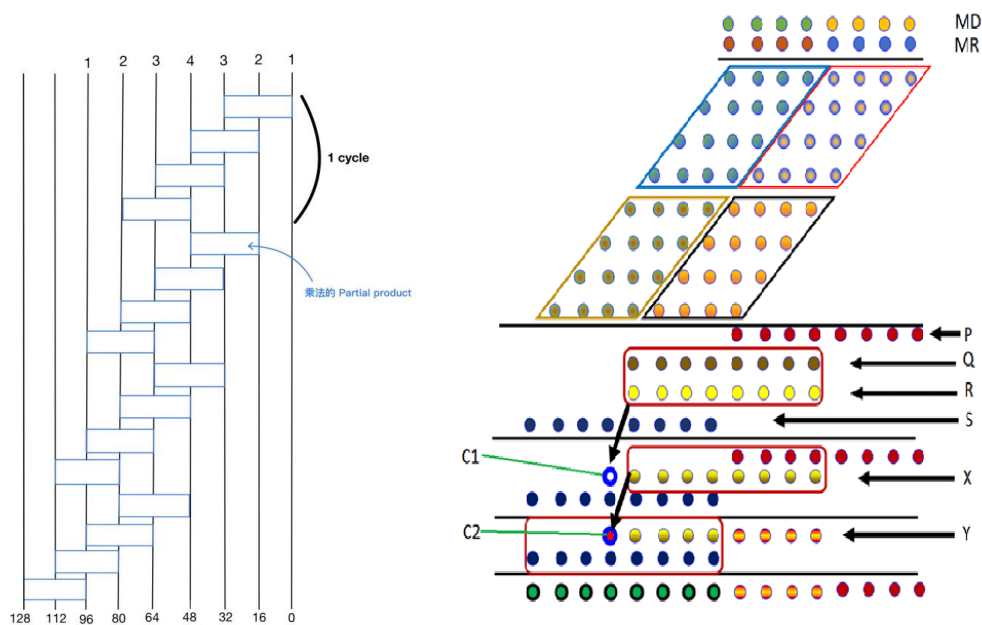 1 2 3 4 3 2 1
1 cycle
乘法的 Partial product
128 112 96 80 64 48 32 16 0
MD
MR
P
Q
R
S
C1
X
C2
Y